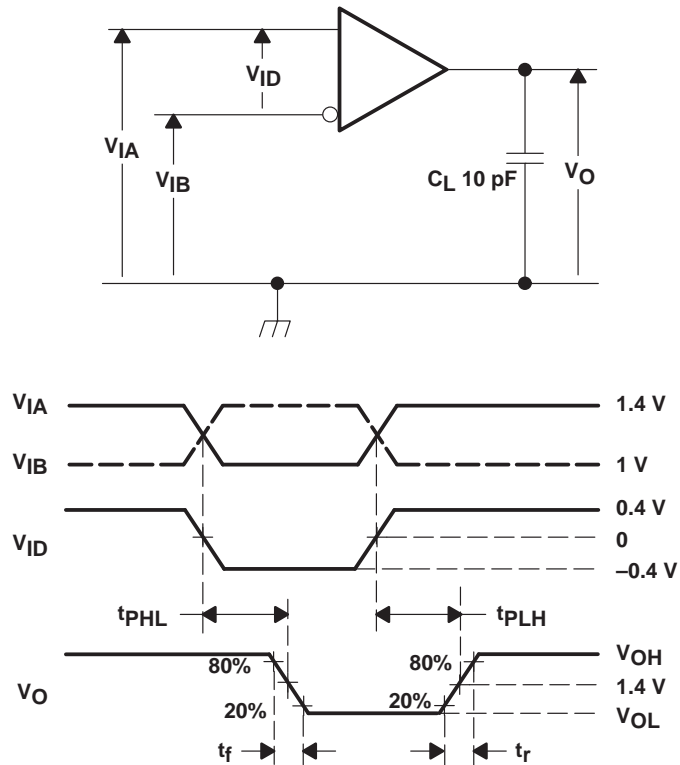 VID
VIA
VIB
CL 10 pF
VO
VIA
1.4 V
VIB
1 V
0.4 V
VID
0
–0.4 V
tPHL
tPLH
VOH
80%
80%
VO
1.4 V
20%
20%
VOL
tf
tr